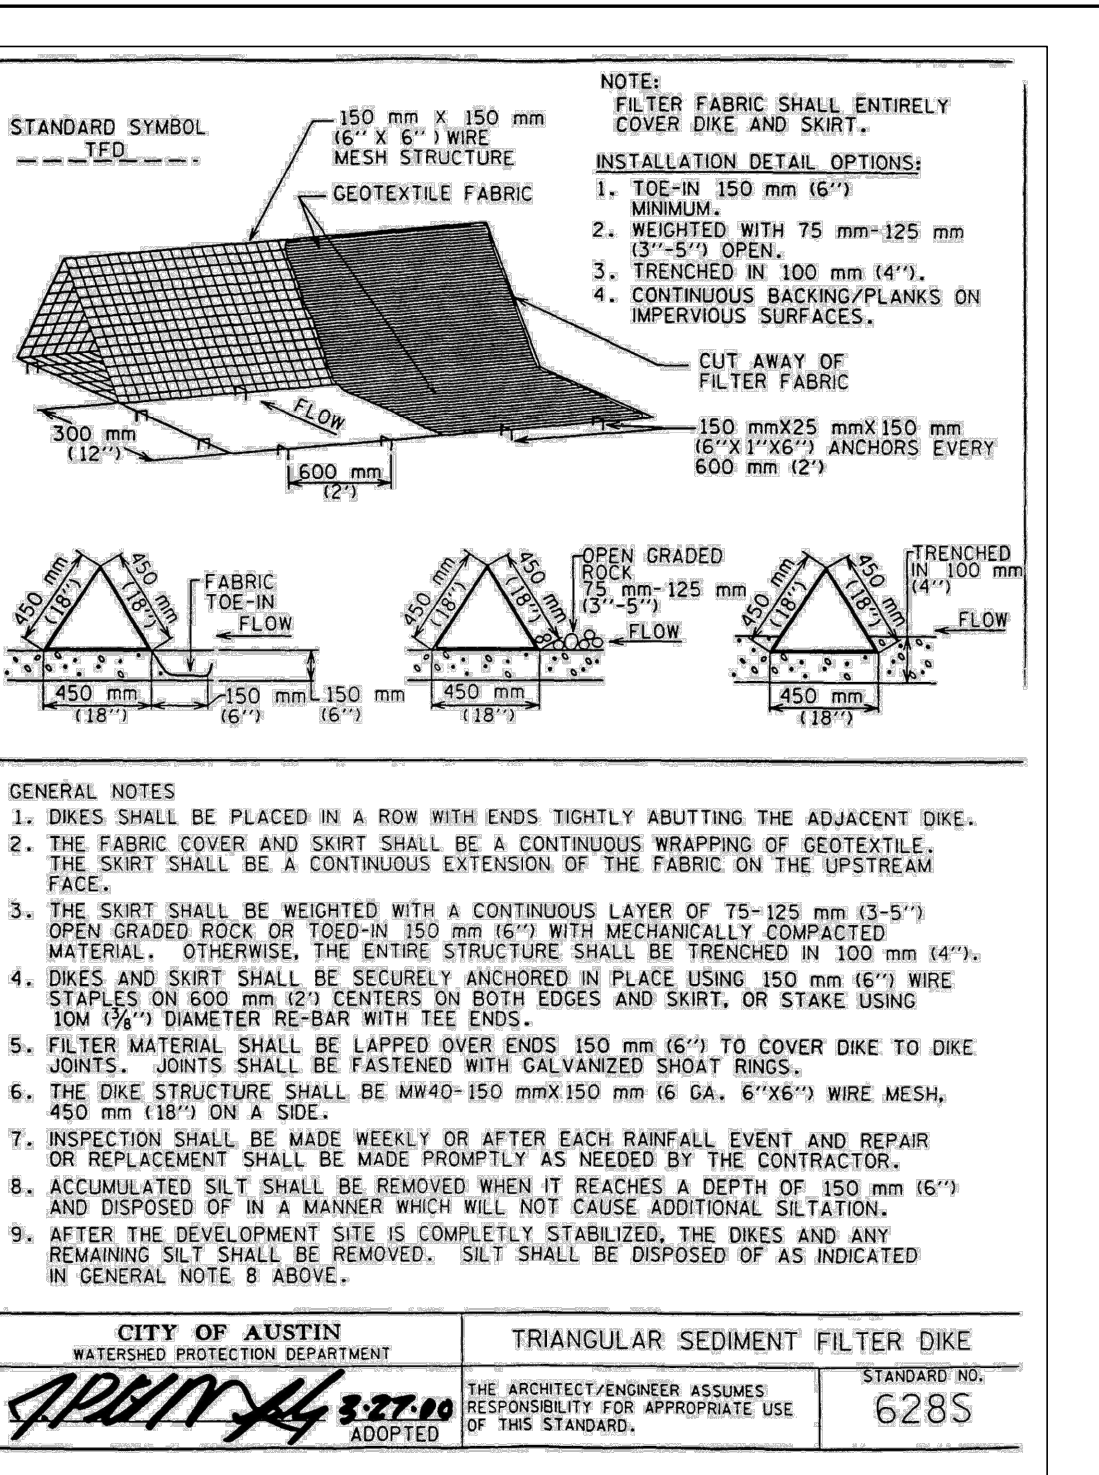 STANDARD SYMBOL
TFD
150 mm X 150 mm
(6" X 6") WIRE
MESH STRUCTURE
GEOTEXTILE FABRIC
NOTE:
FILTER FABRIC SHALL ENTIRELY
COVER DIKE AND SKIRT.
INSTALLATION DETAIL OPTIONS:
1. TOE-IN 150 mm (6")
MINIMUM.
2. WEIGHTED WITH 75 mm-125 mm
(3"-5") OPEN.
3. TRENCHED IN 100 mm (4").
4. CONTINUOUS BACKING/PLANKS ON
IMPERVIOUS SURFACES.
CUT AWAY OF
FILTER FABRIC
150 mmX25 mmX150 mm
(6"X1"X6") ANCHORS EVERY
600 mm (2')
FLOW
300 mm
(12")
600 mm
(2')
450 mm
(18")
450 mm
(18")
FABRIC
TOE-IN
FLOW
450 mm
(18")
150 mm
(6")
150 mm
(6")
450 mm
(18")
450 mm
(18")
OPEN GRADED
ROCK
75 mm-125 mm
(3"-5")
FLOW
450 mm
(18")
450 mm
(18")
450 mm
(18")
TRENCHED
IN 100 mm
(4")
FLOW
450 mm
(18")
GENERAL NOTES
1. DIKES SHALL BE PLACED IN A ROW WITH ENDS TIGHTLY ABUTTING THE ADJACENT DIKE.
2. THE FABRIC COVER AND SKIRT SHALL BE A CONTINUOUS WRAPPING OF GEOTEXTILE.
THE SKIRT SHALL BE A CONTINUOUS EXTENSION OF THE FABRIC ON THE UPSTREAM
FACE.
3. THE SKIRT SHALL BE WEIGHTED WITH A CONTINUOUS LAYER OF 75-125 mm (3-5")
OPEN GRADED ROCK OR TOED-IN 150 mm (6") WITH MECHANICALLY COMPACTED
MATERIAL. OTHERWISE, THE ENTIRE STRUCTURE SHALL BE TRENCHED IN 100 mm (4").
4. DIKES AND SKIRT SHALL BE SECURELY ANCHORED IN PLACE USING 150 mm (6") WIRE
STAPLES ON 600 mm (2') CENTERS ON BOTH EDGES AND SKIRT, OR STAKE USING
10M (3/8") DIAMETER RE-BAR WITH TEE ENDS.
5. FILTER MATERIAL SHALL BE LAPPED OVER ENDS 150 mm (6") TO COVER DIKE TO DIKE
JOINTS. JOINTS SHALL BE FASTENED WITH GALVANIZED SHOAT RINGS.
6. THE DIKE STRUCTURE SHALL BE MW40-150 mmX150 mm (6 GA. 6"X6") WIRE MESH,
450 mm (18") ON A SIDE.
7. INSPECTION SHALL BE MADE WEEKLY OR AFTER EACH RAINFALL EVENT AND REPAIR
OR REPLACEMENT SHALL BE MADE PROMPTLY AS NEEDED BY THE CONTRACTOR.
8. ACCUMULATED SILT SHALL BE REMOVED WHEN IT REACHES A DEPTH OF 150 mm (6")
AND DISPOSED OF IN A MANNER WHICH WILL NOT CAUSE ADDITIONAL SILTATION.
9. AFTER THE DEVELOPMENT SITE IS COMPLETLY STABILIZED, THE DIKES AND ANY
REMAINING SILT SHALL BE REMOVED. SILT SHALL BE DISPOSED OF AS INDICATED
IN GENERAL NOTE 8 ABOVE.
CITY OF AUSTIN
WATERSHED PROTECTION DEPARTMENT
3-27-00
ADOPTED
TRIANGULAR SEDIMENT FILTER DIKE
THE ARCHITECT/ENGINEER ASSUMES
RESPONSIBILITY FOR APPROPRIATE USE
OF THIS STANDARD.
STANDARD NO.
628S